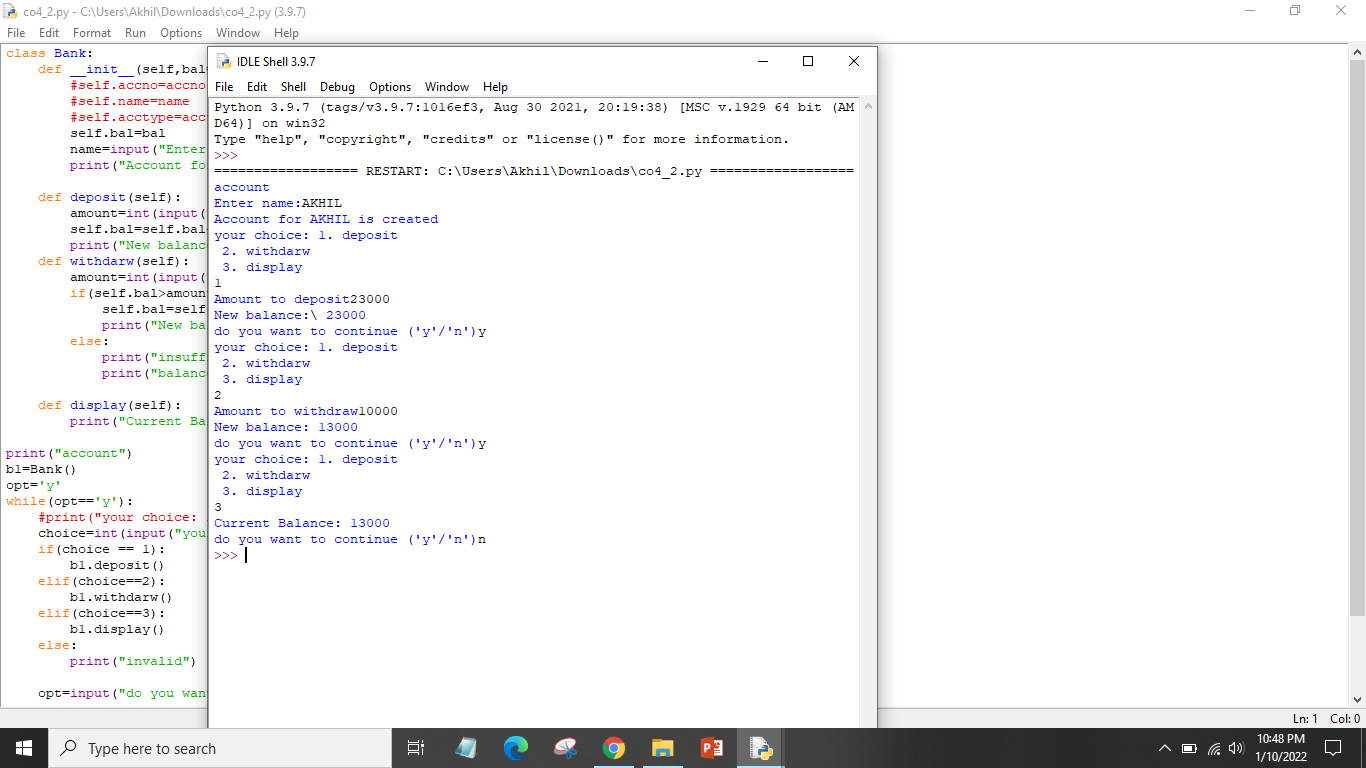 co4_2.py - C:\Users\Akhil\Downloads\co4_2.py (3.9.7)
File Edit Format Run Options Window Help
class Bank:
def __init__(self,bal=
#self.accno=accno
#self.name=name
#self.acctype=acc
self.bal=bal
name=input("Enter
print("Account fo
def deposit(self):
amount=int(input(
self.bal=self.bal
print("New balanc
def withdarw(self):
amount=int(input(
if(self.bal>amoun
self.bal=self
print("New ba
else:
print("insuff
print("balanc
def display(self):
print("Current Ba
print("account")
b1=Bank()
opt='y'
while(opt=='y'):
#print("your choice:
choice=int(input("you
if(choice == 1):
b1.deposit()
elif(choice==2):
b1.withdarw()
elif(choice==3):
b1.display()
else:
print("invalid")
opt=input("do you wan
IDLE Shell 3.9.7
File Edit Shell Debug Options Window Help
Python 3.9.7 (tags/v3.9.7:1016ef3, Aug 30 2021, 20:19:38) [MSC v.1929 64 bit (AM
D64)] on win32
Type "help", "copyright", "credits" or "license()" for more information.
>>>
================== RESTART: C:\Users\Akhil\Downloads\co4_2.py ==================
account
Enter name:AKHIL
Account for AKHIL is created
your choice: 1. deposit
2. withdarw
3. display
1
Amount to deposit23000
New balance:\ 23000
do you want to continue ('y'/'n')y
your choice: 1. deposit
2. withdarw
3. display
2
Amount to withdraw10000
New balance: 13000
do you want to continue ('y'/'n')y
your choice: 1. deposit
2. withdarw
3. display
3
Current Balance: 13000
do you want to continue ('y'/'n')n
>>>
Ln: 1 Col: 0
Type here to search
10:48 PM
1/10/2022